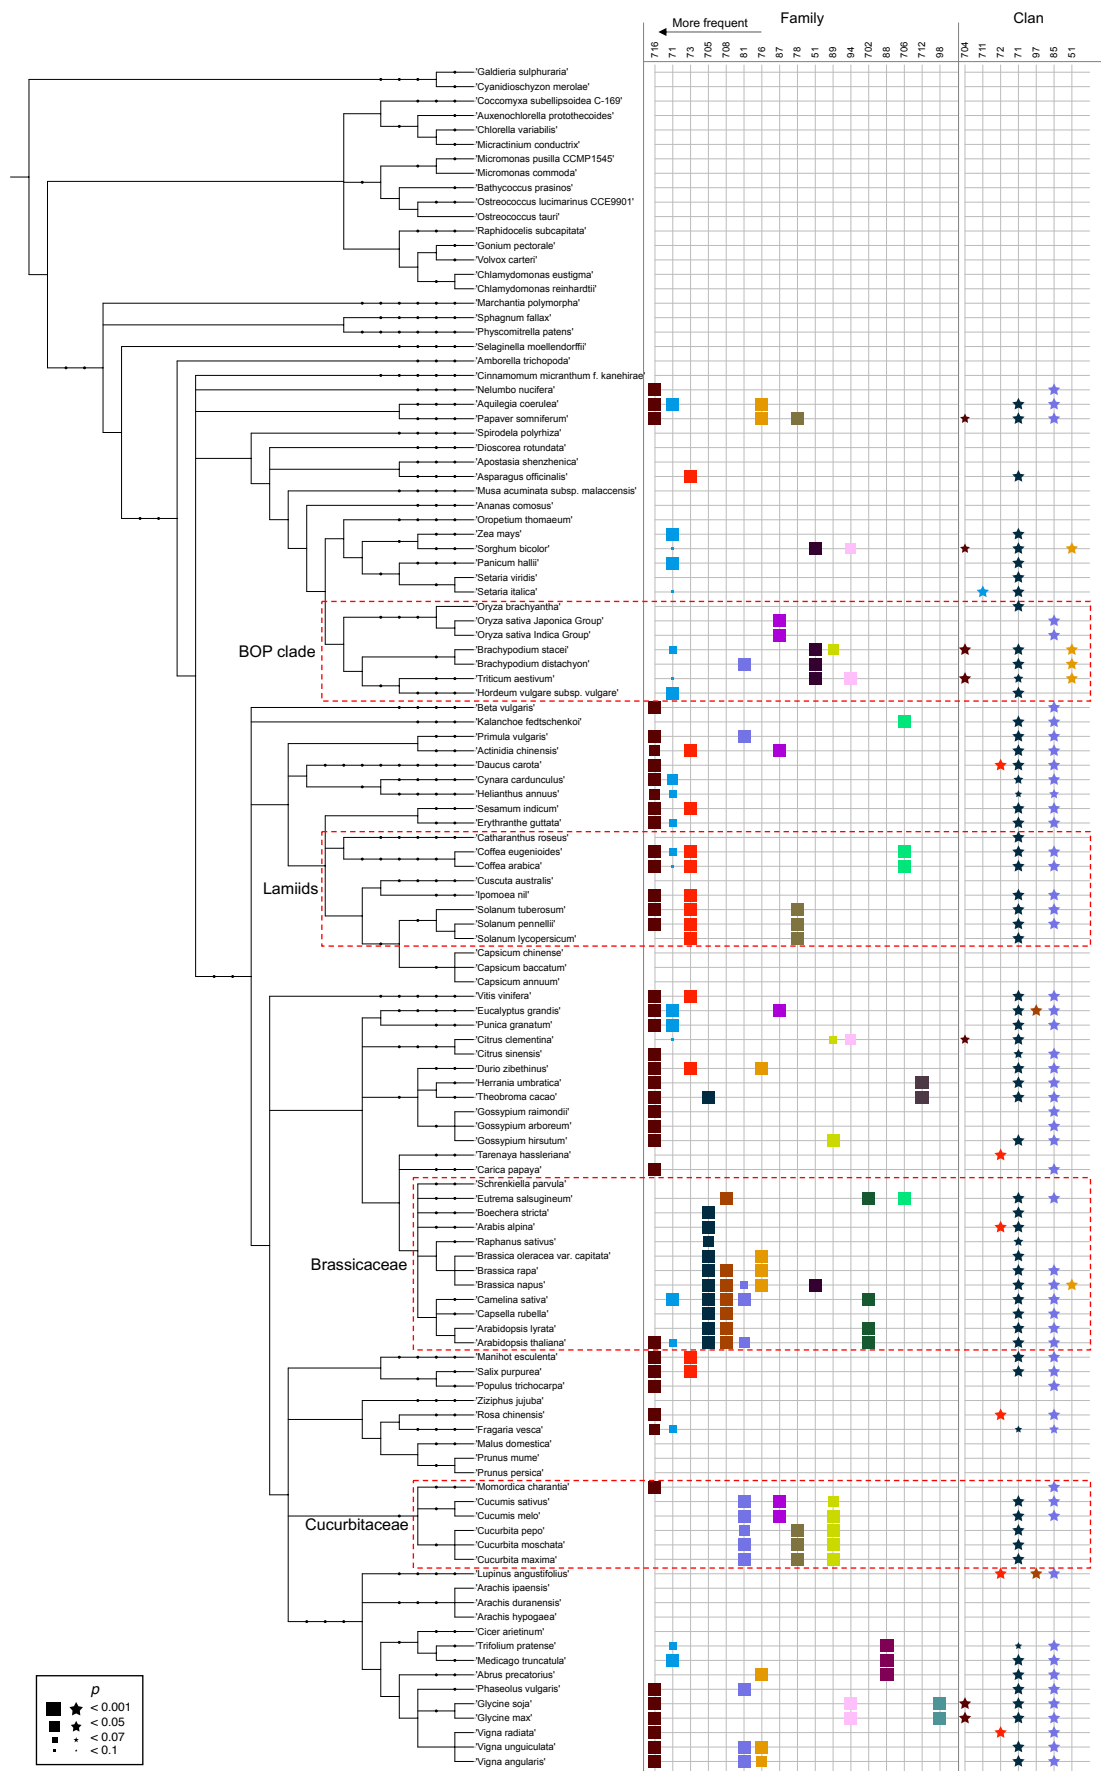 Family
Clan
More frequent
716
71
73
705
708
81
76
87
78
51
89
94
702
88
706
712
98
704
711
72
71
97
85
51
'Galdieria sulphuraria'
'Cyanidioschyzon merolae'
'Coccomyxa subellipsoidea C-169'
'Auxenochlorella protothecoides'
'Chlorella variabilis'
'Micractinium conductrix'
'Micromonas pusilla CCMP1545'
'Micromonas commoda'
'Bathycoccus prasinos'
'Ostreococcus lucimarinus CCE9901'
'Ostreococcus tauri'
'Raphidocelis subcapitata'
'Gonium pectorale'
'Volvox carteri'
'Chlamydomonas eustigma'
'Chlamydomonas reinhardtii'
'Marchantia polymorpha'
'Sphagnum fallax'
'Physcomitrella patens'
'Selaginella moellendorffii'
'Amborella trichopoda'
'Cinnamomum micranthum f. kanehirae'
'Nelumbo nucifera'
'Aquilegia coerulea'
'Papaver somniferum'
'Spirodela polyrhiza'
'Dioscorea rotundata'
'Apostasia shenzhenica'
'Asparagus officinalis'
'Musa acuminata subsp. malaccensis'
'Ananas comosus'
'Oropetium thomaeum'
'Zea mays'
'Sorghum bicolor'
'Panicum hallii'
'Setaria viridis'
'Setaria italica'
'Oryza brachyantha'
'Oryza sativa Japonica Group'
'Oryza sativa Indica Group'
BOP clade
'Brachypodium stacei'
'Brachypodium distachyon'
'Triticum aestivum'
'Hordeum vulgare subsp. vulgare'
'Beta vulgaris'
'Kalanchoe fedtschenkoi'
'Primula vulgaris'
'Actinidia chinensis'
'Daucus carota'
'Cynara cardunculus'
'Helianthus annuus'
'Sesamum indicum'
'Erythranthe guttata'
'Catharanthus roseus'
'Coffea eugenioides'
'Coffea arabica'
'Cuscuta australis'
Lamiids
'Ipomoea nil'
'Solanum tuberosum'
'Solanum pennellii'
'Solanum lycopersicum'
'Capsicum chinense'
'Capsicum baccatum'
'Capsicum annuum'
'Vitis vinifera'
'Eucalyptus grandis'
'Punica granatum'
'Citrus clementina'
'Citrus sinensis'
'Durio zibethinus'
'Herrania umbratica'
'Theobroma cacao'
'Gossypium raimondii'
'Gossypium arboreum'
'Gossypium hirsutum'
'Tarenaya hassleriana'
'Carica papaya'
'Schrenkiella parvula'
'Eutrema salsugineum'
'Boechera stricta'
'Arabis alpina'
'Raphanus sativus'
'Brassica oleracea var. capitata'
Brassicaceae
'Brassica rapa'
'Brassica napus'
'Camelina sativa'
'Capsella rubella'
'Arabidopsis lyrata'
'Arabidopsis thaliana'
'Manihot esculenta'
'Salix purpurea'
'Populus trichocarpa'
'Ziziphus jujuba'
'Rosa chinensis'
'Fragaria vesca'
'Malus domestica'
'Prunus mume'
'Prunus persica'
'Momordica charantia'
'Cucumis sativus'
'Cucumis melo'
Cucurbitaceae
'Cucurbita pepo'
'Cucurbita moschata'
'Cucurbita maxima'
'Lupinus angustifolius'
'Arachis ipaensis'
'Arachis duranensis'
'Arachis hypogaea'
'Cicer arietinum'
'Trifolium pratense'
'Medicago truncatula'
'Abrus precatorius'
'Phaseolus vulgaris'
'Glycine soja'
'Glycine max'
'Vigna radiata'
'Vigna unguiculata'
'Vigna angularis'
p
< 0.001
< 0.05
< 0.07
< 0.1